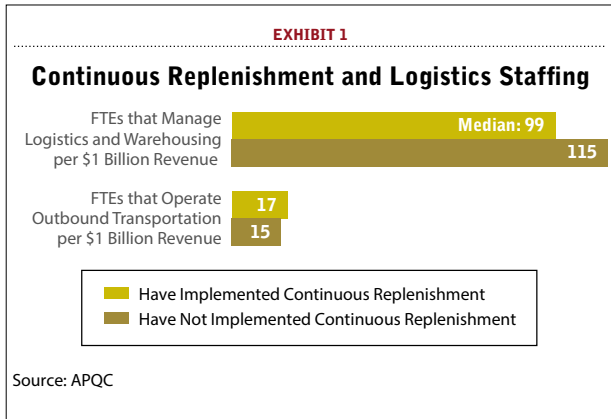 EXHIBIT 1
Continuous Replenishment and Logistics Staffing
FTEs that Manage
Logistics and Warehousing
per $1 Billion Revenue
Median: 99
115
FTEs that Operate
Outbound Transportation
per $1 Billion Revenue
17
15
Have Implemented Continuous Replenishment
Have Not Implemented Continuous Replenishment
Source: APQC